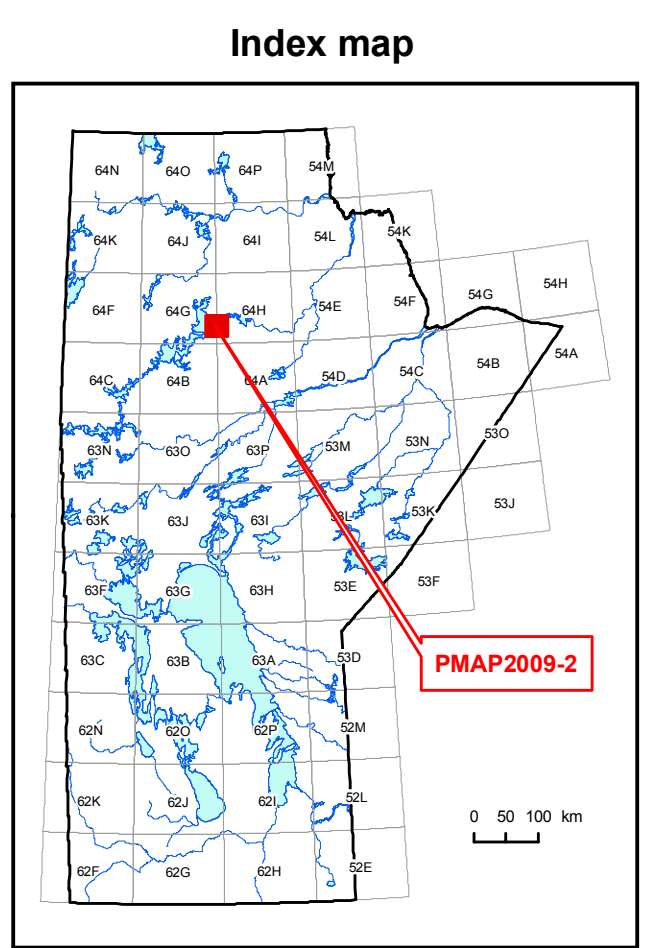 Index map
64N 64O 64P 54M
64K 64J 64I 54L 54K
64F 64G 64H 54E 54F 54G 54H
64C 64B 64A 54D 54C 54B 54A
63N 63O 63P 53M 53N 53O
63K 63J 63I 53L 53K 53J
63F 63G 63H 53E 53F
63C 63B 63A 53D
PMAP2009-2
62N 62O 62P 52M
62K 62J 62I 52L
0 50 100 km
62F 62G 62H 52E